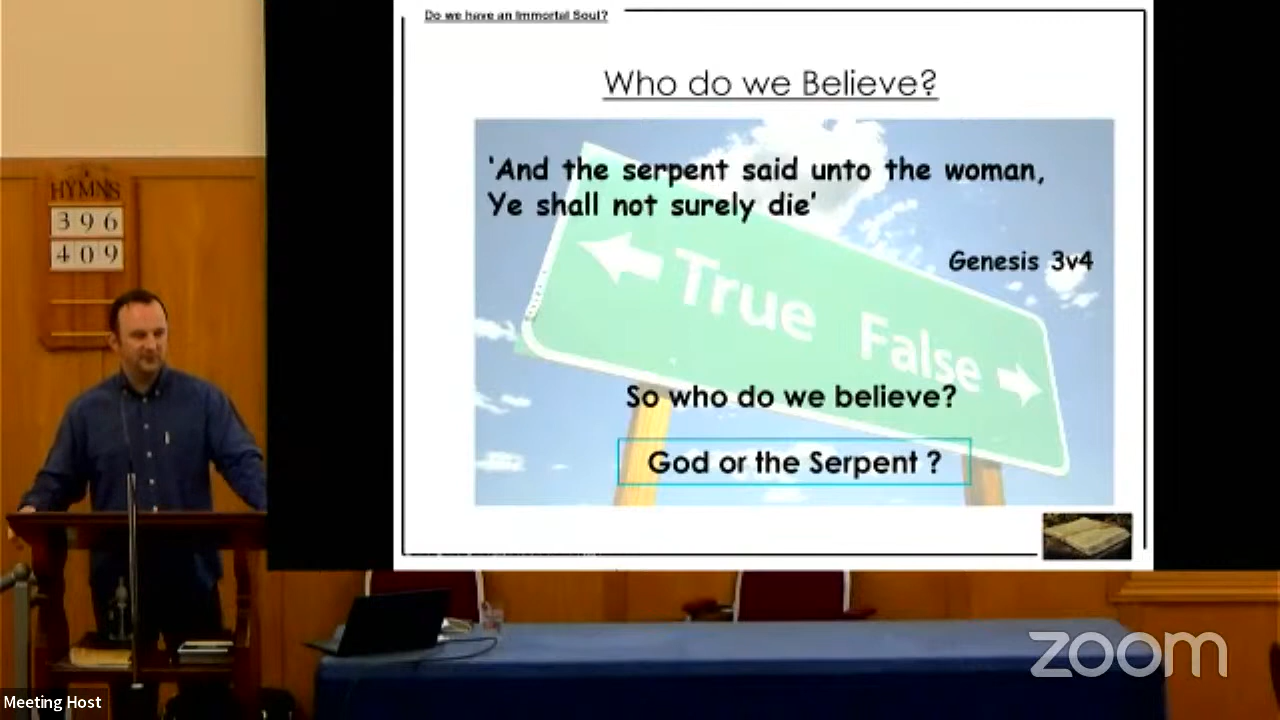 Do we have an Immortal Soul?
Who do we Believe?
‘And the serpent said unto the woman,
Ye shall not surely die’
Genesis 3v4
True False
So who do we believe?
God or the Serpent ?
HYMNS
396
409
zoom
Meeting Host